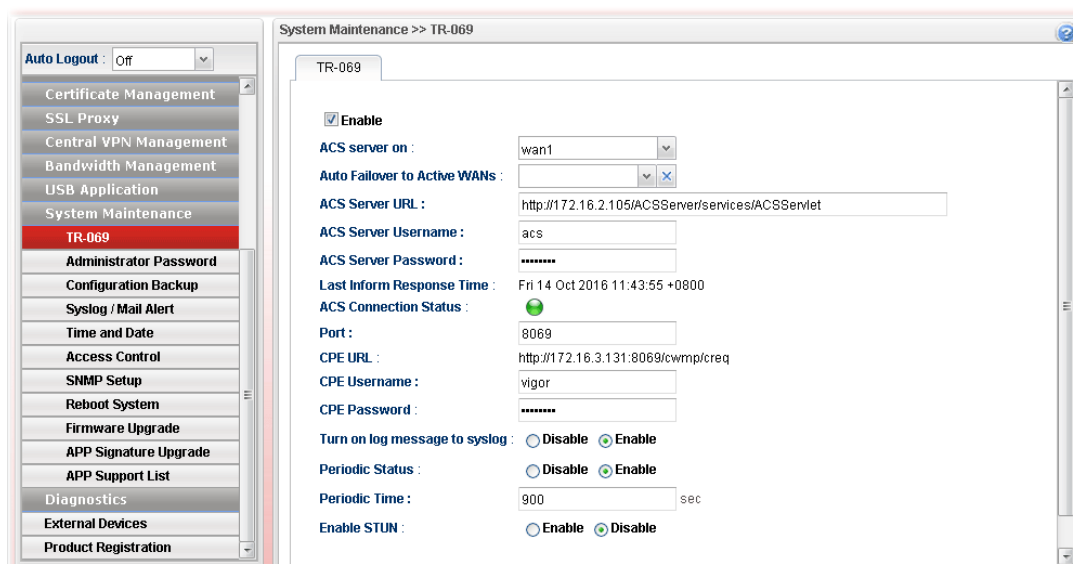 System Maintenance >> TR-069
Auto Logout : Off
Certificate Management
SSL Proxy
Central VPN Management
Bandwidth Management
USB Application
System Maintenance
TR-069
Administrator Password
Configuration Backup
Syslog / Mail Alert
Time and Date
Access Control
SNMP Setup
Reboot System
Firmware Upgrade
APP Signature Upgrade
APP Support List
Diagnostics
External Devices
Product Registration
TR-069
Enable
ACS server on : wan1
Auto Failover to Active WANs :
ACS Server URL : http://172.16.2.105/ACSServer/services/ACSServlet
ACS Server Username : acs
ACS Server Password : ••••••••
Last Inform Response Time : Fri 14 Oct 2016 11:43:55 +0800
ACS Connection Status :
Port : 8069
CPE URL : http://172.16.3.131:8069/cwmp/creq
CPE Username : vigor
CPE Password : ••••••••
Turn on log message to syslog : Disable Enable
Periodic Status : Disable Enable
Periodic Time : 900 sec
Enable STUN : Enable Disable